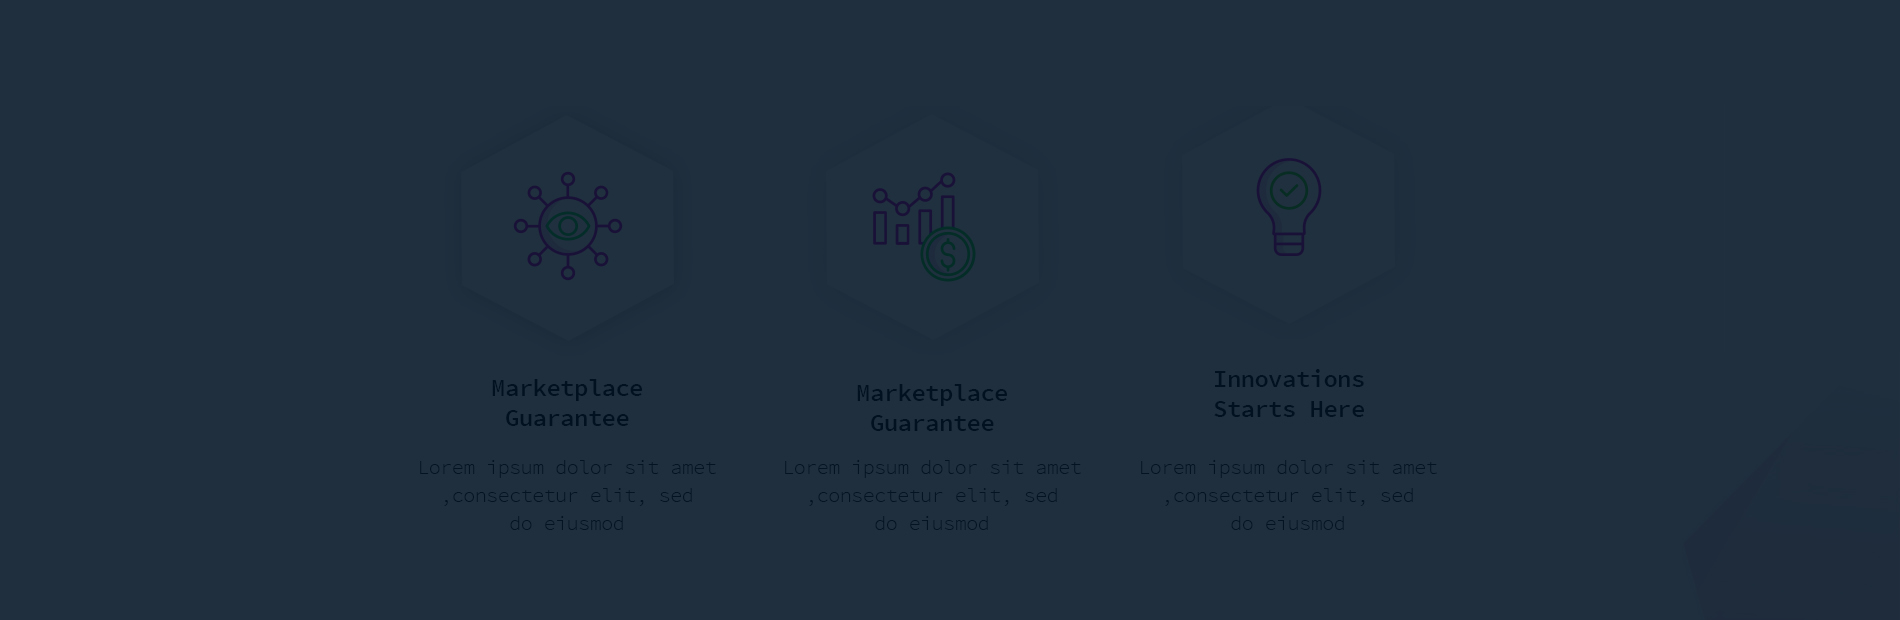 Marketplace
Guarantee
Lorem ipsum dolor sit amet
,consectetur elit, sed
do eiusmod
Marketplace
Guarantee
Lorem ipsum dolor sit amet
,consectetur elit, sed
do eiusmod
Innovations
Starts Here
Lorem ipsum dolor sit amet
,consectetur elit, sed
do eiusmod